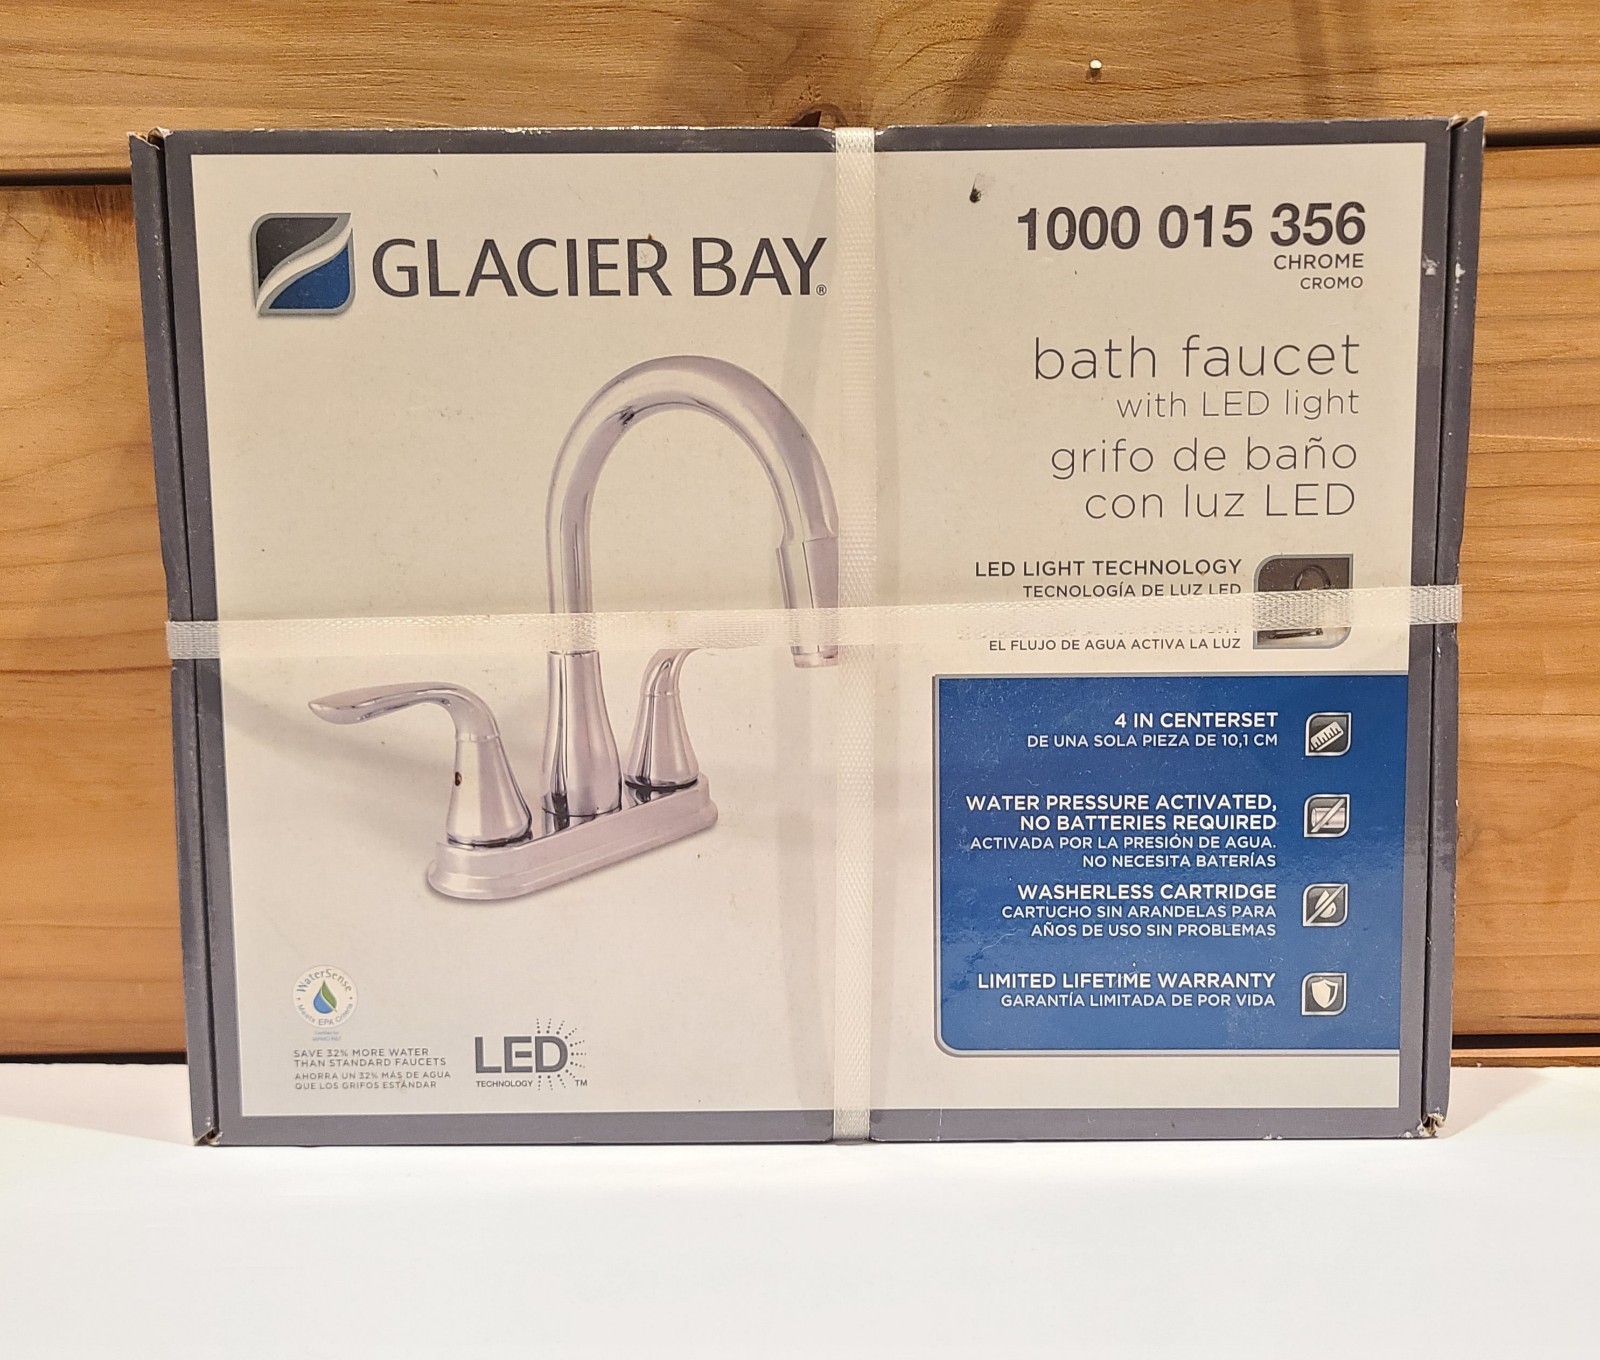 GLACIER BAY®
1000 015 356
CHROME
CROMO
bath faucet
with LED light
grifo de baño
con luz LED
LED LIGHT TECHNOLOGY
TECNOLOGÍA DE LUZ LED
EL FLUJO DE AGUA ACTIVA LA LUZ
4 IN CENTERSET
DE UNA SOLA PIEZA DE 10,1 CM
WATER PRESSURE ACTIVATED,
NO BATTERIES REQUIRED
ACTIVADA POR LA PRESIÓN DE AGUA.
NO NECESITA BATERÍAS
WASHERLESS CARTRIDGE
CARTUCHO SIN ARANDELAS PARA
AÑOS DE USO SIN PROBLEMAS
LIMITED LIFETIME WARRANTY
GARANTÍA LIMITADA DE POR VIDA
WaterSense
Meets EPA Criteria
SAVE 32% MORE WATER
THAN STANDARD FAUCETS
AHORRA UN 32% MÁS DE AGUA
QUE LOS GRIFOS ESTÁNDAR
LED
TECHNOLOGY TM